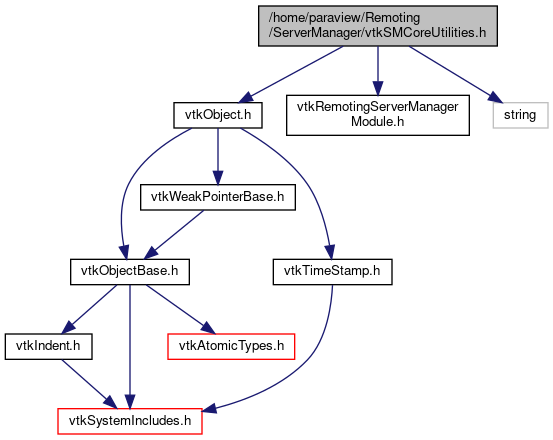 /home/paraview/Remoting
/ServerManager/vtkSMCoreUtilities.h
vtkObject.h
vtkRemotingServerManager
Module.h
string
vtkWeakPointerBase.h
vtkObjectBase.h
vtkTimeStamp.h
vtkIndent.h
vtkAtomicTypes.h
vtkSystemIncludes.h